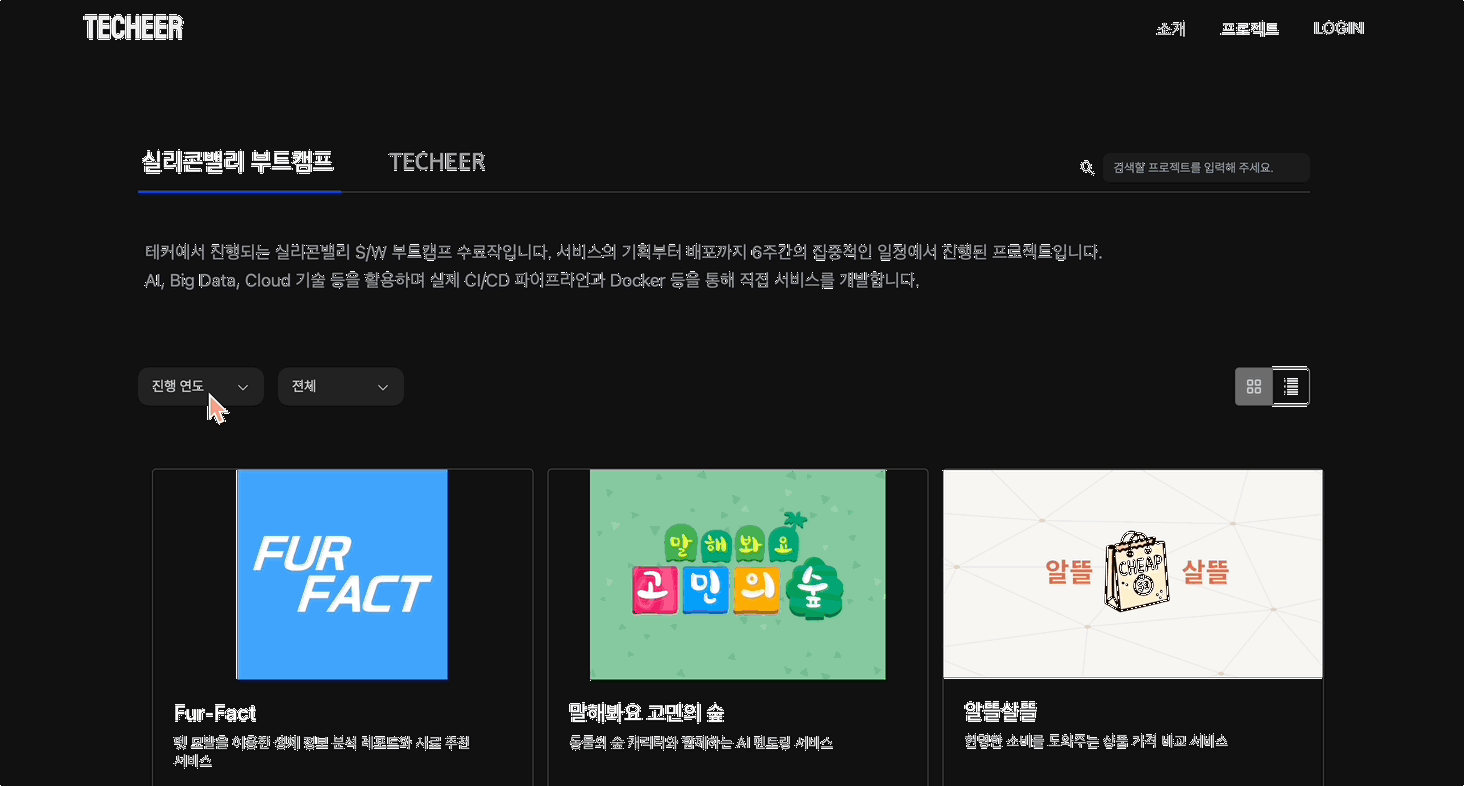 TECHEER
소개 프로젝트 LOGIN
실리콘밸리 부트캠프 TECHEER
검색할 프로젝트를 입력해 주세요.
테커에서 진행되는 실리콘밸리 S/W 부트캠프 수료작입니다. 서비스의 기획부터 배포까지 6주간의 집중적인 일정에서 진행된 프로젝트입니다.
AI, Big Data, Cloud 기술 등을 활용하며 실제 CI/CD 파이프라인과 Docker 등을 통해 직접 서비스를 개발합니다.
진행 연도 전체
FUR
FACT
말해봐요
고민의숲
알뜰 CHEAP 살뜰
Fur-Fact
말해봐요 고민의 숲
알뜰살뜰
펫 모발을 이용한 정보 분석 레포트와 사료 추천
서비스
동물의 숲 캐릭터와 함께하는 AI 멘토링 서비스
현명한 소비를 도와주는 상품 가격 비교 서비스